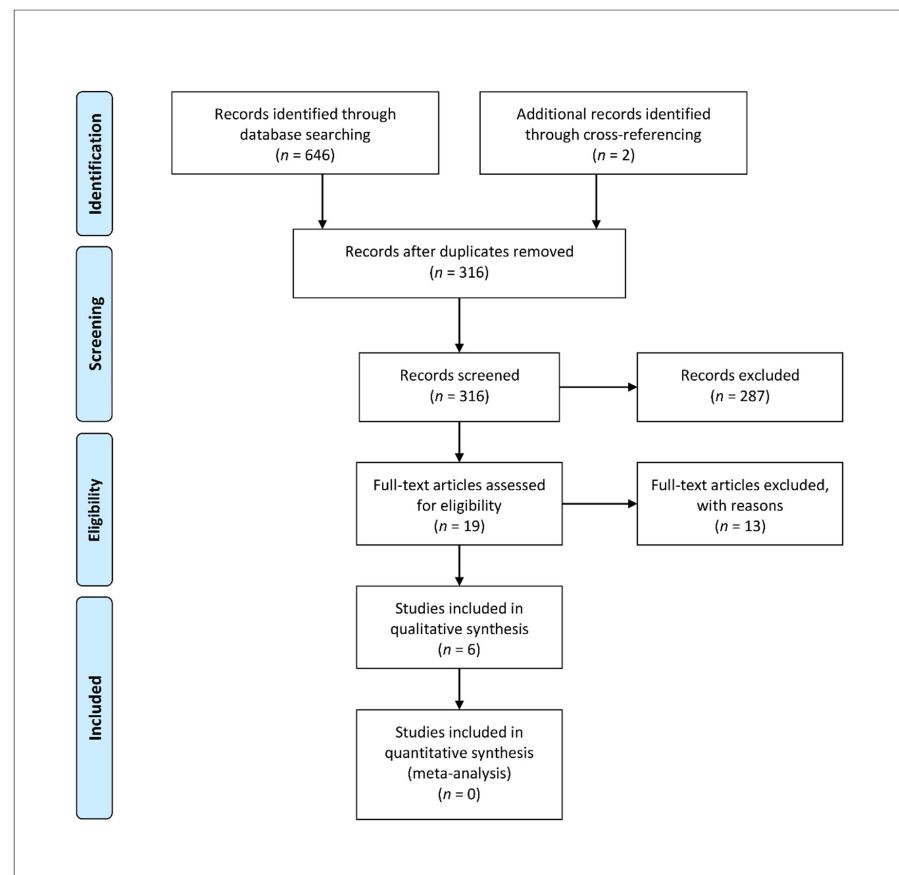 Identification
Records identified through
database searching
(n = 646)
Additional records identified
through cross-referencing
(n = 2)
Records after duplicates removed
(n = 316)
Screening
Records screened
(n = 316)
Records excluded
(n = 287)
Eligibility
Full-text articles assessed
for eligibility
(n = 19)
Full-text articles excluded,
with reasons
(n = 13)
Included
Studies included in
qualitative synthesis
(n = 6)
Studies included in
quantitative synthesis
(meta-analysis)
(n = 0)